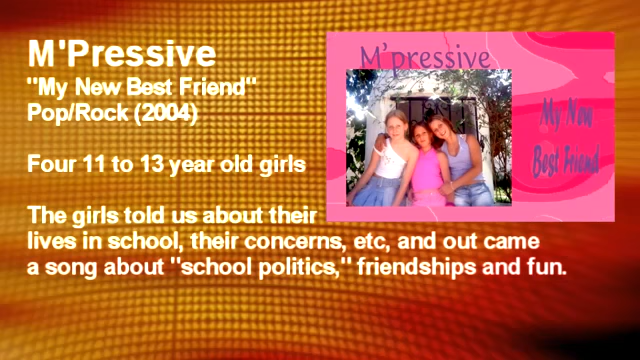 M'Pressive
"My New Best Friend"
Pop/Rock (2004)
Four 11 to 13 year old girls
The girls told us about their
lives in school, their concerns, etc, and out came
a song about "school politics," friendships and fun.
M'pressive
My New
Best Friend